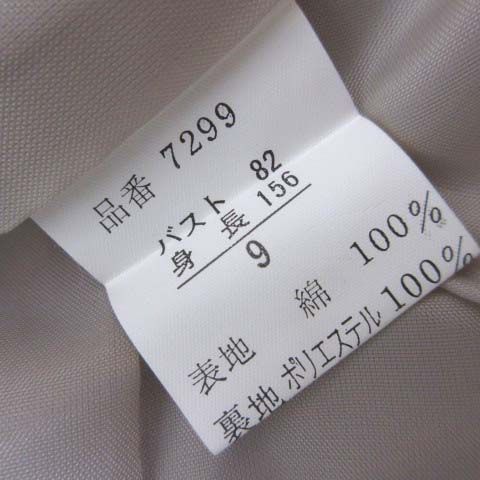 品番 7299
バスト 82
身長 156
9
表地 綿 100%
裏地 ポリエステル 100%